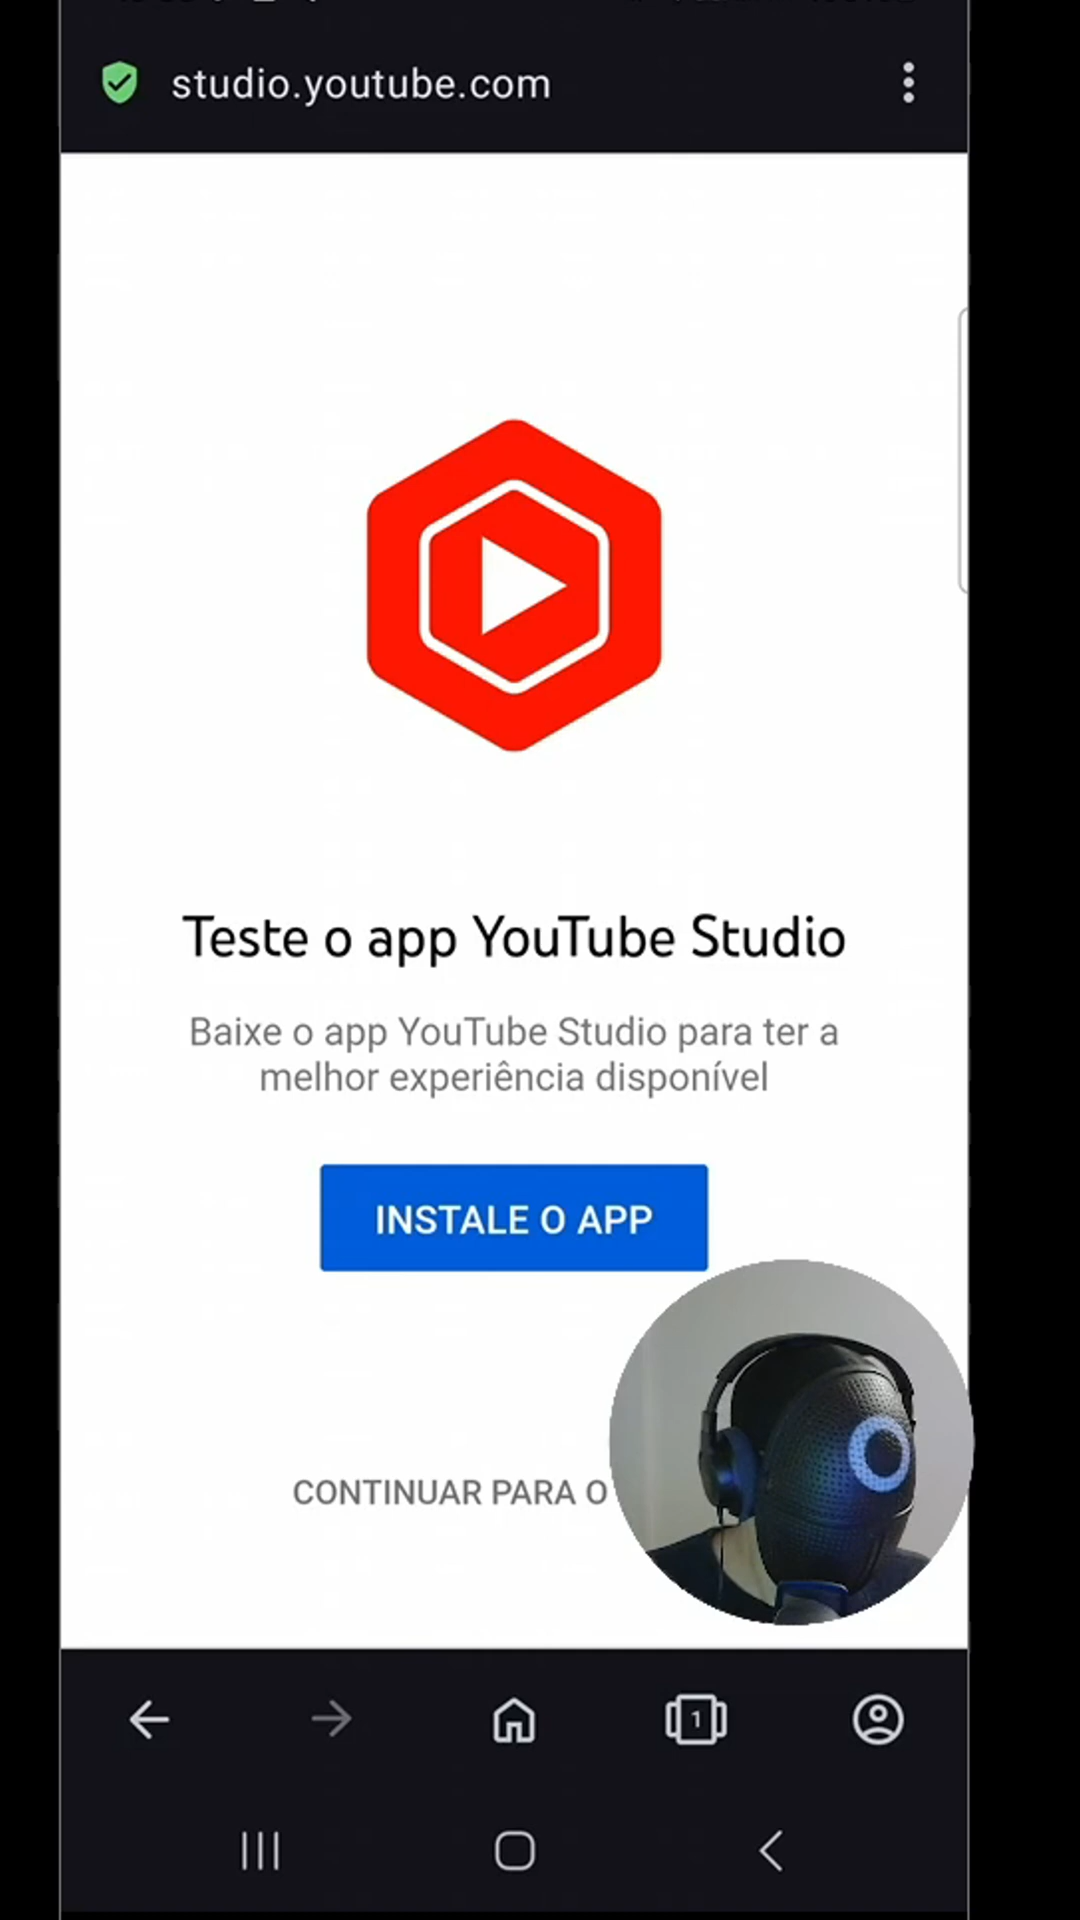 studio.youtube.com
Teste o app YouTube Studio
Baixe o app YouTube Studio para ter a
melhor experiência disponível
INSTALE O APP
CONTINUAR PARA O
1